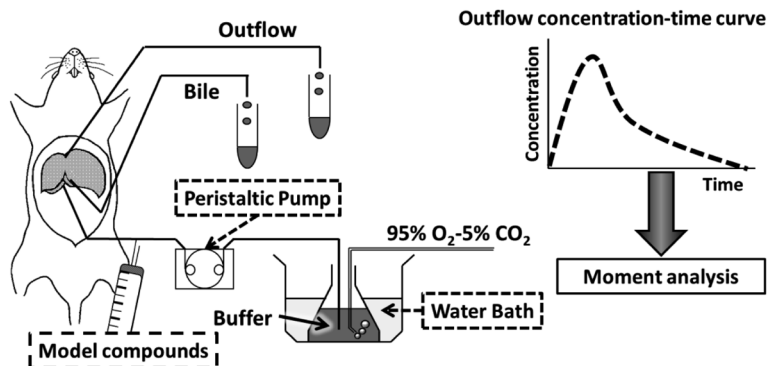 Outflow concentration-time curve
Outflow
Bile
Concentration
Time
Peristaltic Pump
95% O₂-5% CO₂
Moment analysis
Buffer
Water Bath
Model compounds